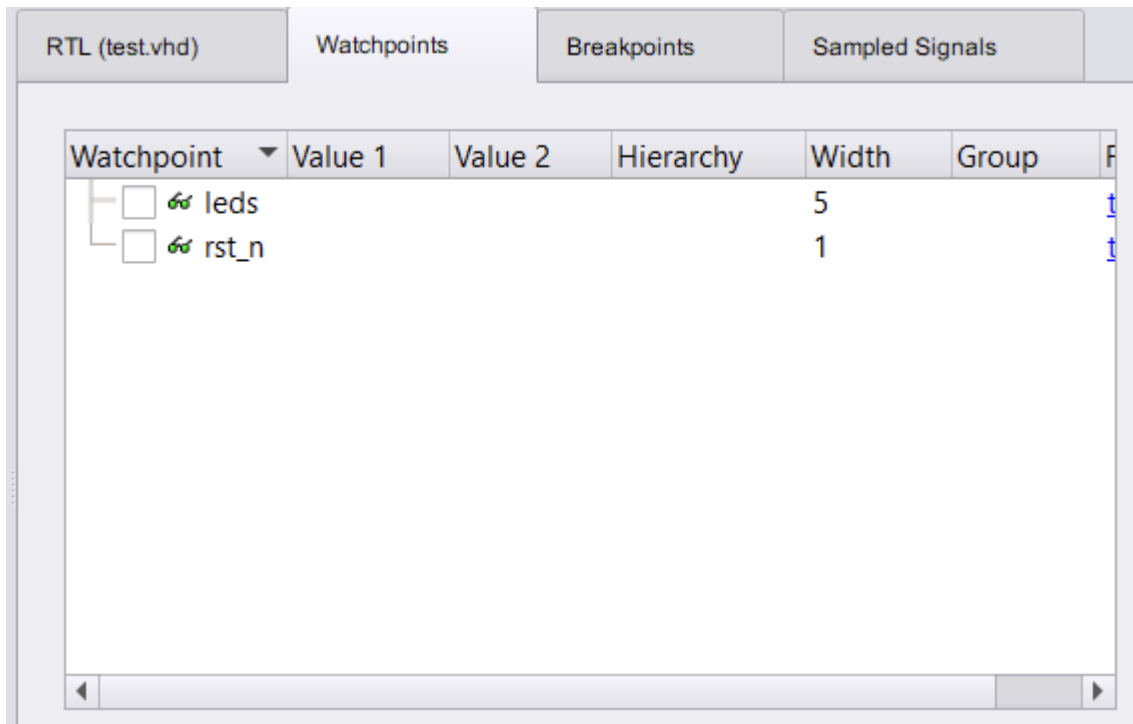 RTL (test.vhd) Watchpoints Breakpoints Sampled Signals
Watchpoint Value 1 Value 2 Hierarchy Width Group
leds 5
rst_n 1